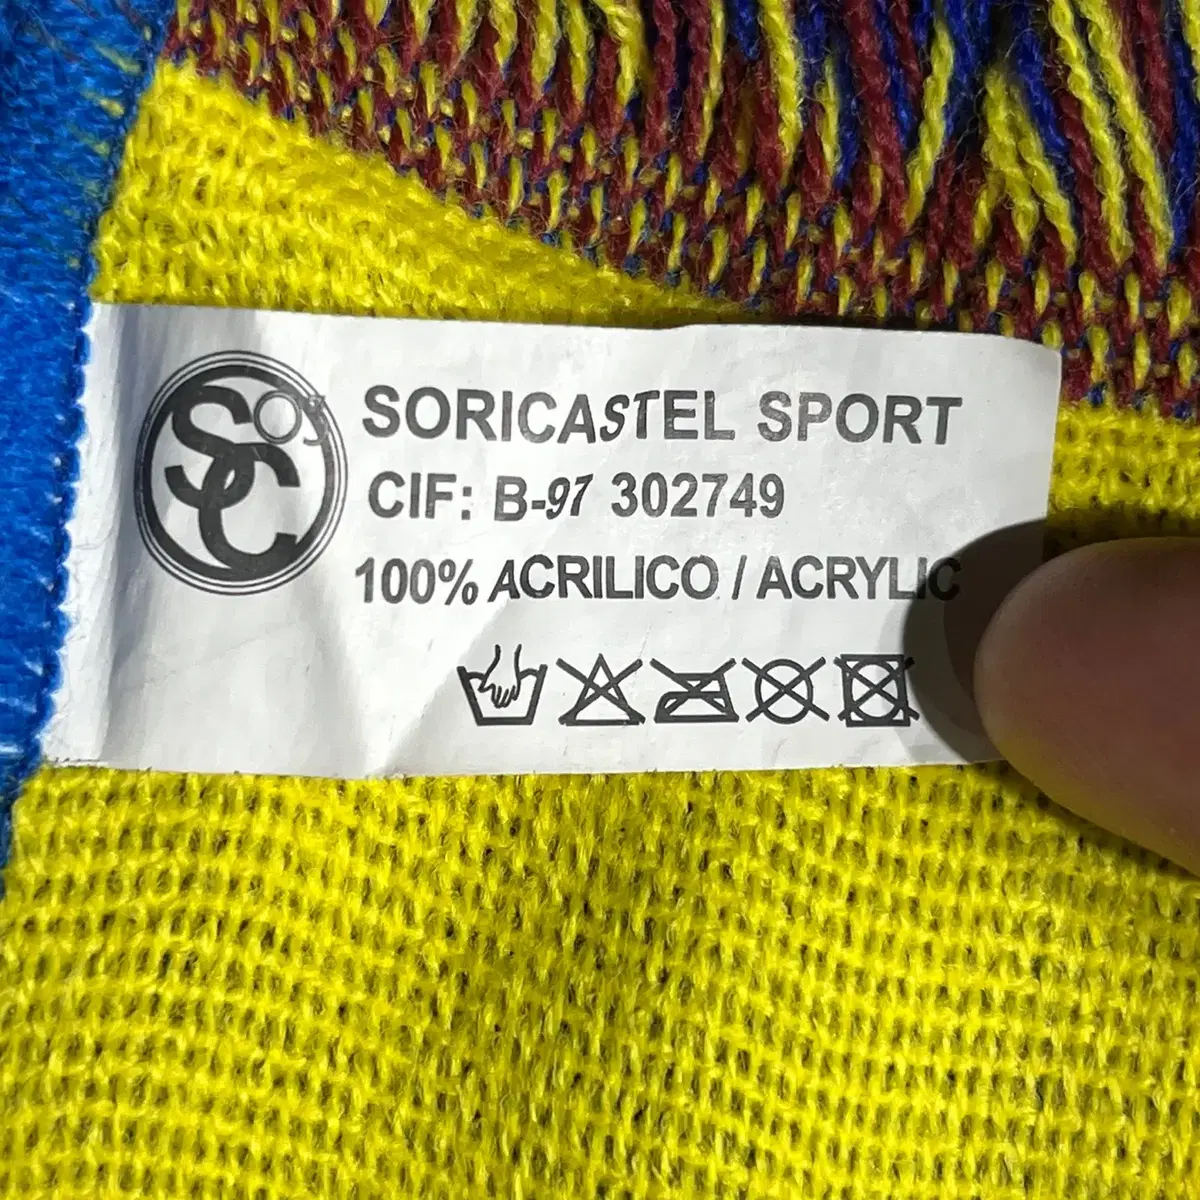 SORICASTEL SPORT
CIF: B-97 302749
100% ACRILICO / ACRYLIC